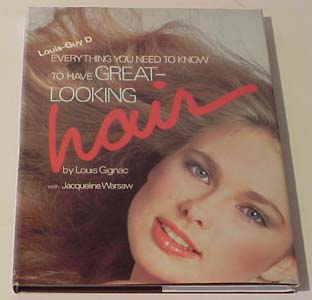 Louis-Guy D
EVERYTHING YOU NEED TO KNOW
TO HAVE GREAT-
LOOKING
hair
by Louis Gignac
with Jacqueline Warsaw